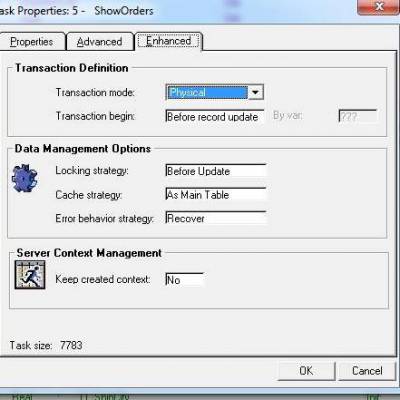 ask Properties: 5 - ShowOrders
Properties Advanced Enhanced
Transaction Definition
Transaction mode: Physical
Transaction begin: Before record update By var: ???
Data Management Options
Locking strategy: Before Update
Cache strategy: As Main Table
Error behavior strategy: Recover
Server Context Management
Keep created context: No
Task size: 7783
OK Cancel